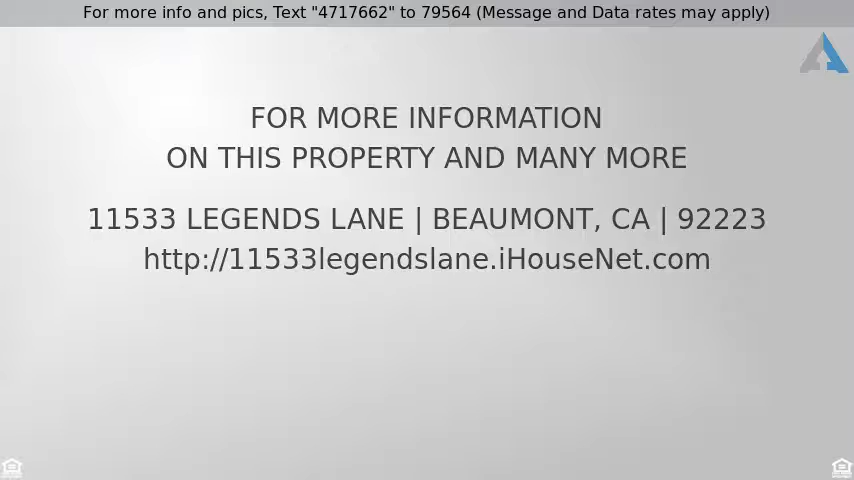 For more info and pics, Text "4717662" to 79564 (Message and Data rates may apply)
FOR MORE INFORMATION
ON THIS PROPERTY AND MANY MORE
11533 LEGENDS LANE | BEAUMONT, CA | 92223
http://11533legendslane.iHouseNet.com